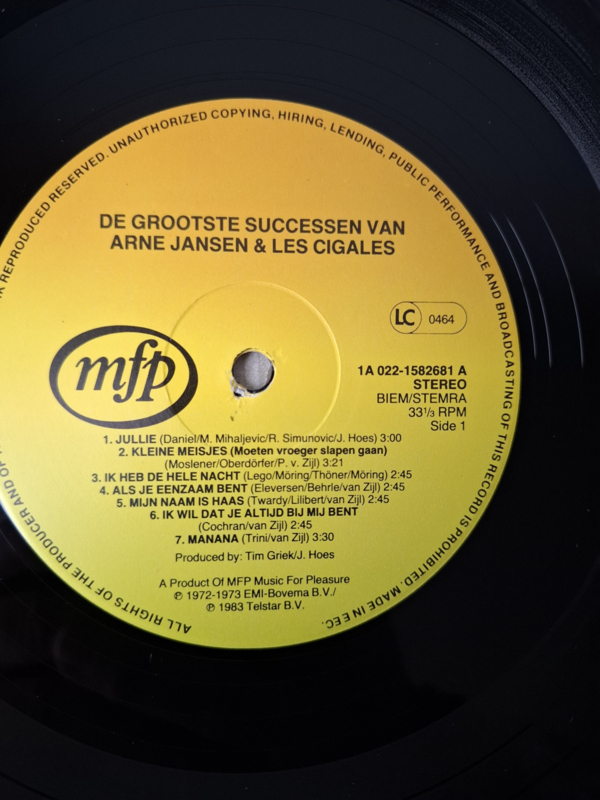 DE GROOTSTE SUCCESSEN VAN
ARNE JANSEN & LES CIGALES
LC 0464
mfp
1A 022-1582681 A
STEREO
BIEM/STEMRA
33 1/3 RPM
Side 1
1. JULLIE (Daniel/M. Mihaljevic/R. Simunovic/J. Hoes) 3:00
2. KLEINE MEISJES (Moeten vroeger slapen gaan)
(Moslener/Oberdörfer/P. v. Zijl) 3:21
3. IK HEB DE HELE NACHT (Lego/Möring/Thöner/Möring) 2:45
4. ALS JE EENZAAM BENT (Eleversen/Behrle/van Zijl) 2:45
5. MIJN NAAM IS HAAS (Twardy/Lilibert/van Zijl) 2:45
6. IK WIL DAT JE ALTIJD BIJ MIJ BENT
(Cochran/van Zijl) 2:45
7. MANANA (Trini/van Zijl) 3:30
Produced by: Tim Griek/J. Hoes
A Product Of MFP Music For Pleasure
℗ 1972-1973 EMI-Bovema B.V./
℗ 1983 Telstar B.V.
ALL RIGHTS OF THE PRODUCER AND OF
REPRODUCED RESERVED. UNAUTHORIZED COPYING, HIRING, LENDING, PUBLIC PERFORMANCE AND BROADCASTING OF THIS RECORD IS PROHIBITED. MADE IN EEC.